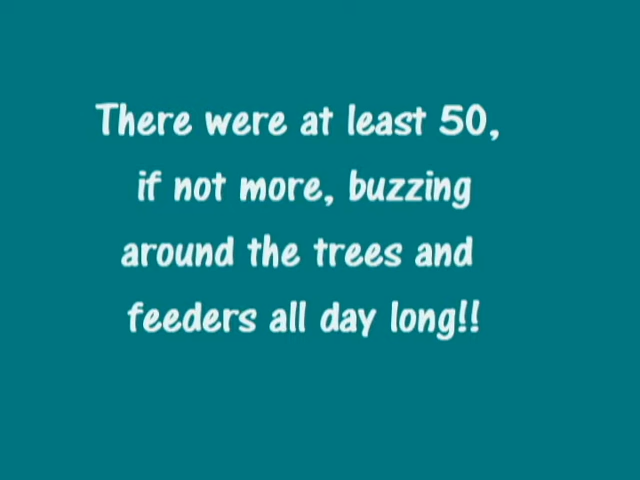 There were at least 50,
if not more, buzzing
around the trees and
feeders all day long!!